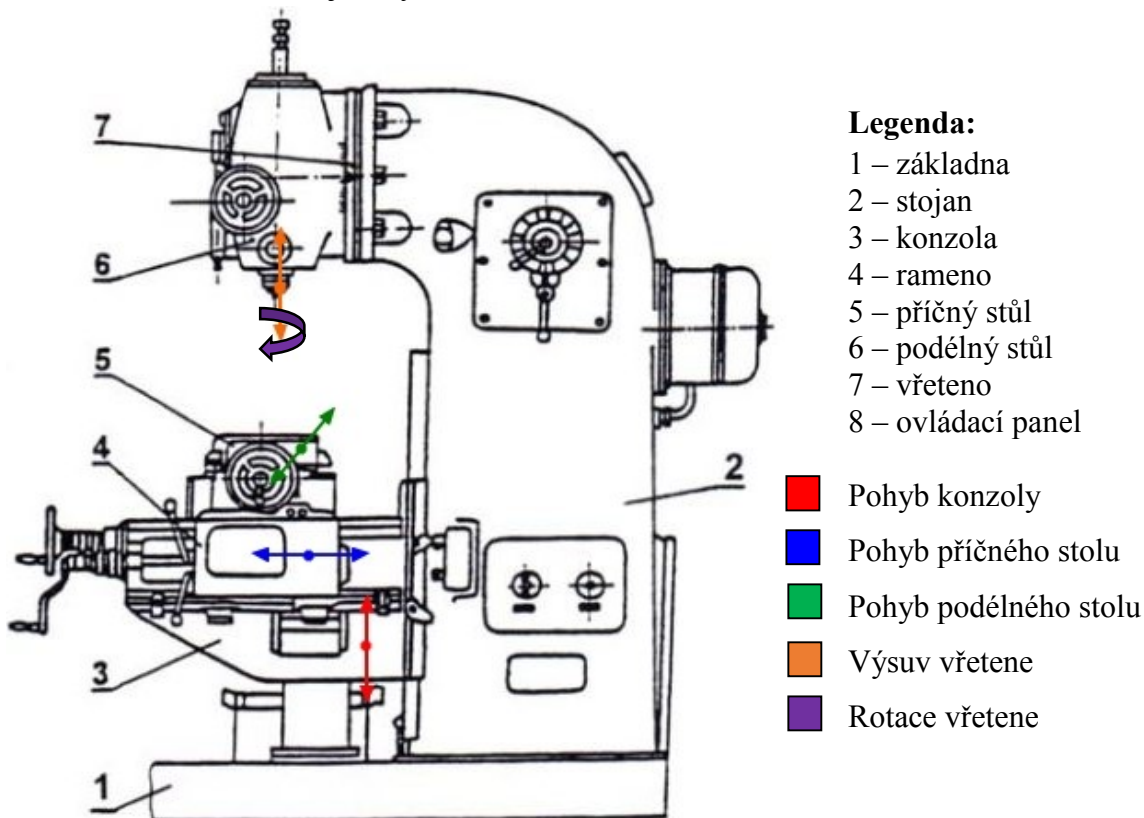 7
6
5
4
3
2
1
Legenda:
1 – základna
2 – stojan
3 – konzola
4 – rameno
5 – příčný stůl
6 – podélný stůl
7 – vřeteno
8 – ovládací panel
Pohyb konzoly
Pohyb příčného stolu
Pohyb podélného stolu
Výsuv vřetene
Rotace vřetene